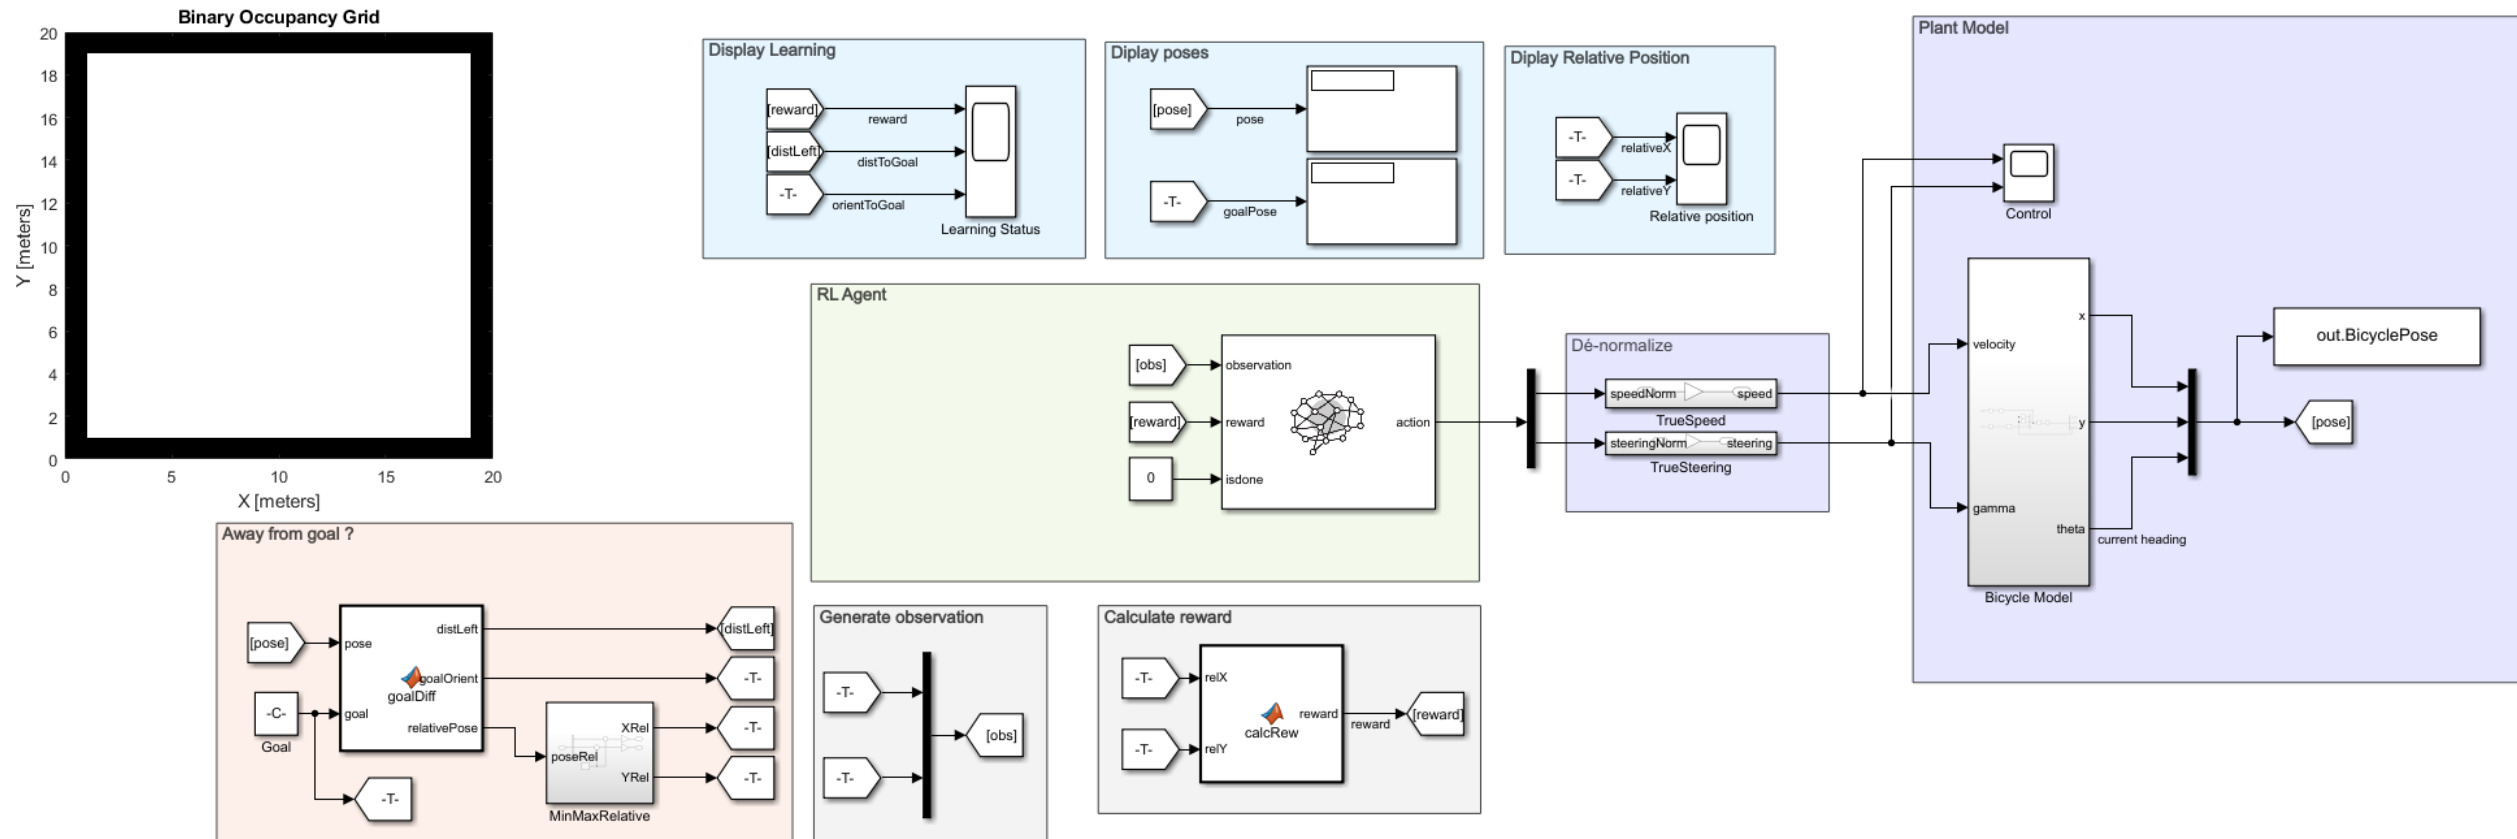 Binary Occupancy Grid
20
18
16
14
12
10
8
6
4
2
0
Y [meters]
0
5
10
15
20
X [meters]
Display Learning
[reward]
reward
[distLeft]
distToGoal
-T-
orientToGoal
Learning Status
Diplay poses
[pose]
pose
-T-
goalPose
Diplay Relative Position
-T-
relativeX
-T-
relativeY
Relative position
Plant Model
Control
velocity
gamma
x
y
theta
current heading
Bicycle Model
out.BicyclePose
[pose]
RL Agent
[obs]
observation
[reward]
reward
0
isdone
action
Dé-normalize
speedNorm
speed
TrueSpeed
steeringNorm
steering
TrueSteering
Away from goal ?
[pose]
pose
-C-
Goal
goal
goalDiff
distLeft
goalOrient
relativePose
[distLeft]
-T-
-T-
-T-
-T-
poseRel
XRel
YRel
MinMaxRelative
Generate observation
-T-
-T-
[obs]
Calculate reward
-T-
relX
-T-
relY
calcRew
reward
reward
[reward]